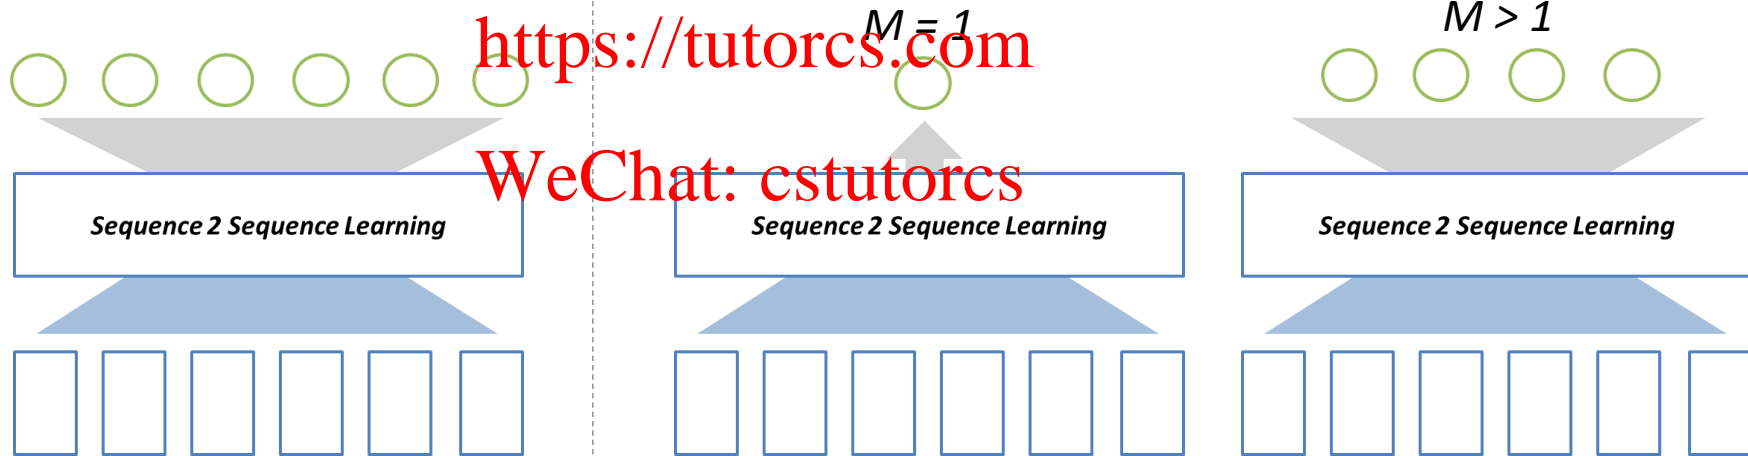 M = 1
M > 1
https://tutorcs.com
WeChat: cstutorcs
Sequence 2 Sequence Learning
Sequence 2 Sequence Learning
Sequence 2 Sequence Learning